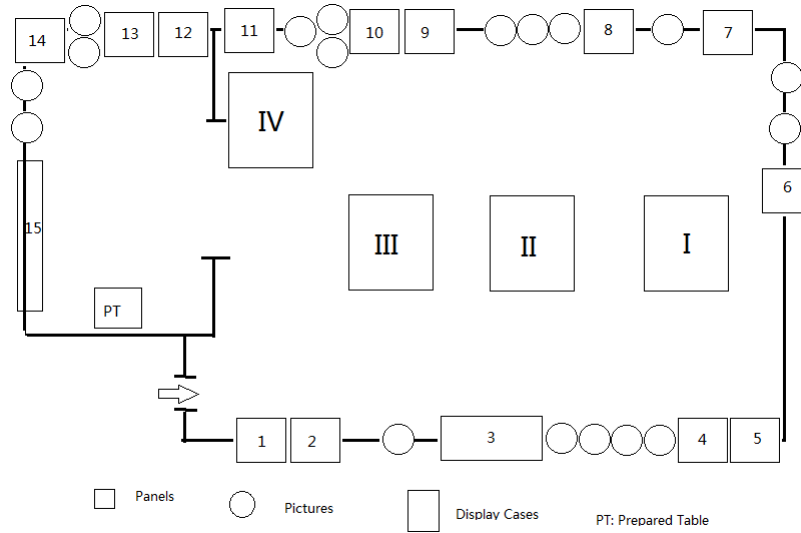 14
13
12
11
10
9
8
7
IV
6
15
III
II
I
PT
1
2
3
4
5
Panels
Pictures
Display Cases
PT: Prepared Table